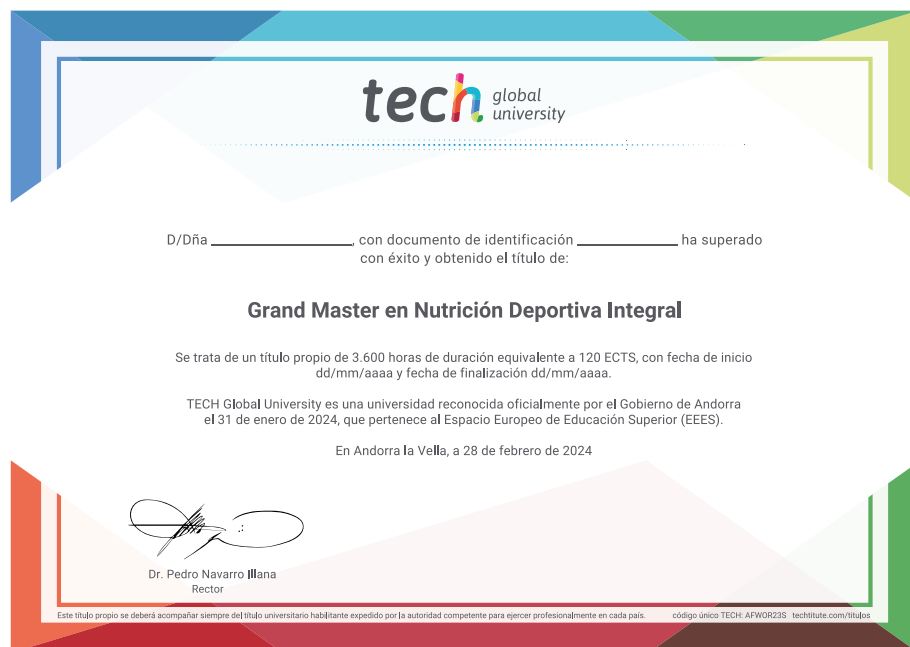 tech global
university
D/Dña ______________, con documento de identificación ____________ ha superado
con éxito y obtenido el título de:
Grand Master en Nutrición Deportiva Integral
Se trata de un título propio de 3.600 horas de duración equivalente a 120 ECTS, con fecha de inicio
dd/mm/aaaa y fecha de finalización dd/mm/aaaa.
TECH Global University es una universidad reconocida oficialmente por el Gobierno de Andorra
el 31 de enero de 2024, que pertenece al Espacio Europeo de Educación Superior (EEES).
En Andorra la Vella, a 28 de febrero de 2024
Dr. Pedro Navarro Illana
Rector
Este título propio se deberá acompañar siempre del título universitario habilitante expedido por la autoridad competente para ejercer profesionalmente en cada país. código único TECH: AFWOR23S techtitute.com/titulos